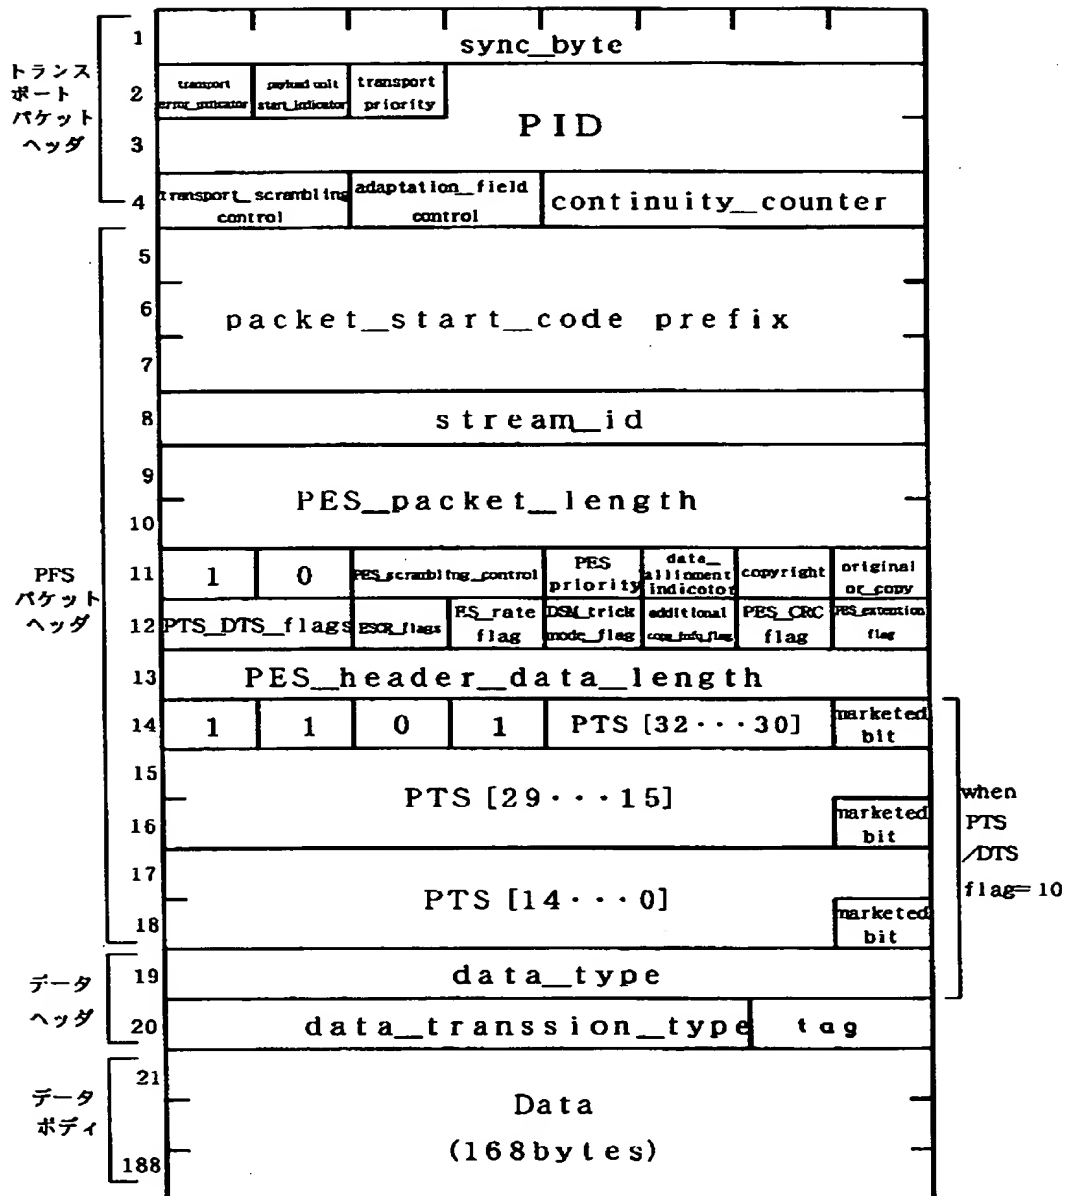 1
sync_byte
トランス
ポート
パケット
ヘッダ
2
transport
error_indicator
payload unit
start_indicator
transport
priority
PID
3
4
transport_scrambling
control
adaptation_field
control
continuity_counter
5
6
packet_start_code prefix
7
8
stream_id
9
PES_packet_length
10
PFS
パケット
ヘッダ
11
1
0
PES_scrambling_control
PES
priority
data_
allinment
indicotor
copyright
original
or_copy
12
PTS_DTS_flags
ESCR_flags
ES_rate
flag
DSM_trick
mode_flag
additional
copy_info_flag
PES_CRC
flag
PES_extention
flag
13
PES_header_data_length
14
1
1
0
1
PTS [32・・・30]
marketed
bit
15
PTS [29・・・15]
16
marketed
bit
when
PTS
/DTS
flag=10
17
PTS [14・・・0]
18
marketed
bit
データ
ヘッダ
19
data_type
20
data_transsion_type
tag
データ
ボディ
21
Data
(168bytes)
188